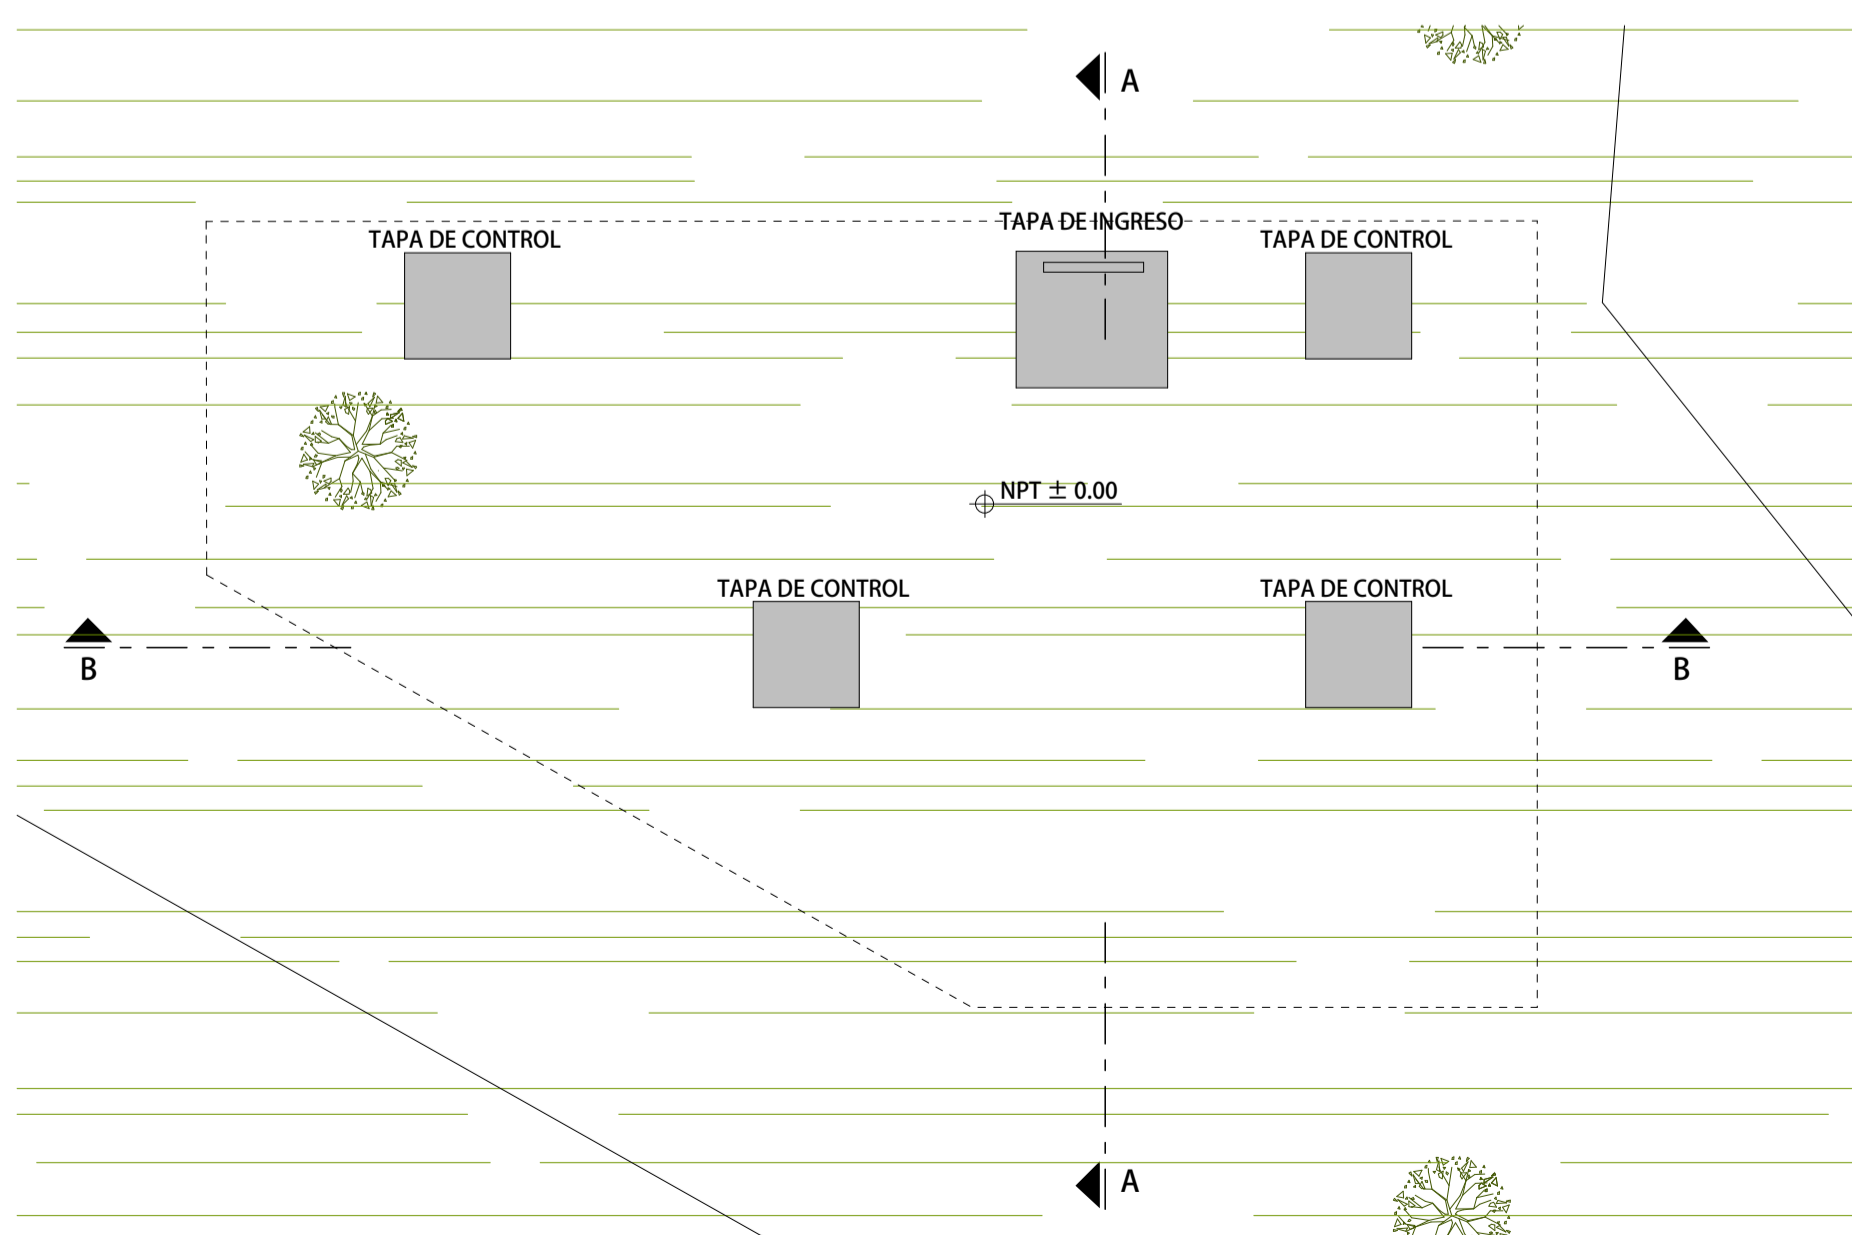 A
TAPA DE INGRESO
TAPA DE CONTROL
TAPA DE CONTROL
NPT ± 0.00
TAPA DE CONTROL
TAPA DE CONTROL
B
B
A